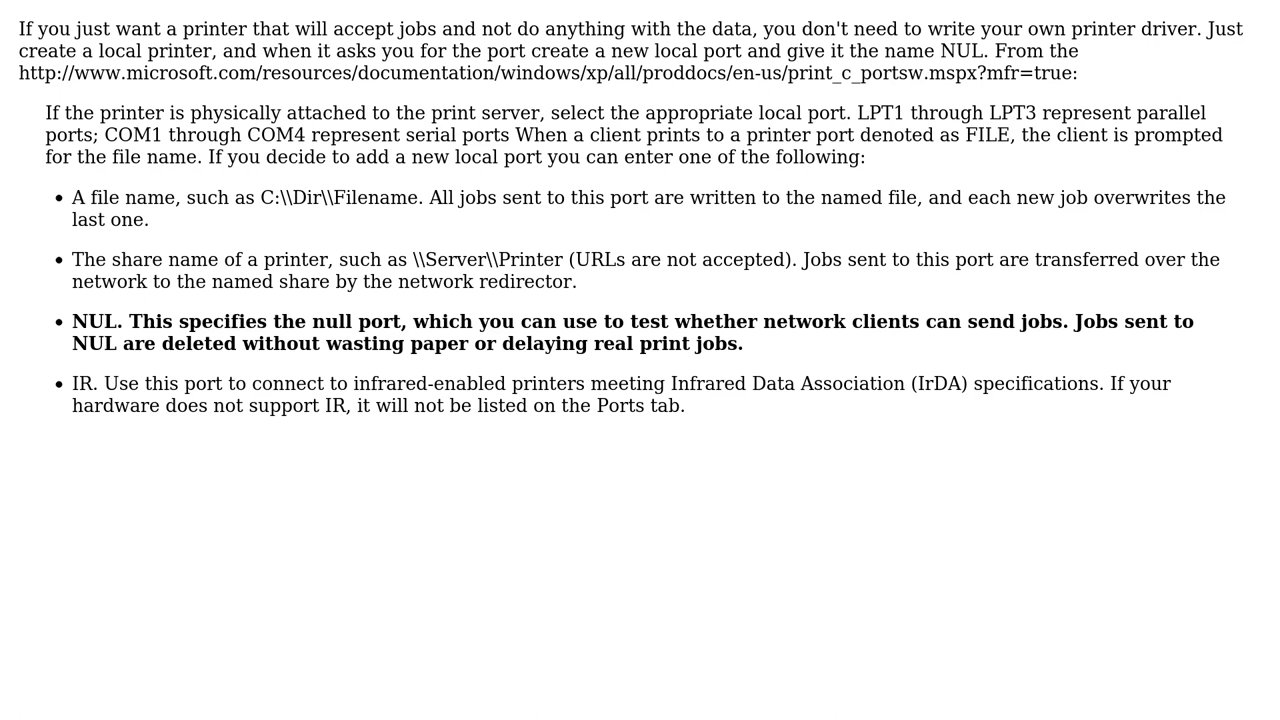 If you just want a printer that will accept jobs and not do anything with the data, you don't need to write your own printer driver. Just
create a local printer, and when it asks you for the port create a new local port and give it the name NUL. From the
http://www.microsoft.com/resources/documentation/windows/xp/all/proddocs/en-us/print_c_portsw.mspx?mfr=true:
If the printer is physically attached to the print server, select the appropriate local port. LPT1 through LPT3 represent parallel
ports; COM1 through COM4 represent serial ports When a client prints to a printer port denoted as FILE, the client is prompted
for the file name. If you decide to add a new local port you can enter one of the following:
• A file name, such as C:\\Dir\\Filename. All jobs sent to this port are written to the named file, and each new job overwrites the
last one.
• The share name of a printer, such as \\Server\\Printer (URLs are not accepted). Jobs sent to this port are transferred over the
network to the named share by the network redirector.
• NUL. This specifies the null port, which you can use to test whether network clients can send jobs. Jobs sent to
NUL are deleted without wasting paper or delaying real print jobs.
• IR. Use this port to connect to infrared-enabled printers meeting Infrared Data Association (IrDA) specifications. If your
hardware does not support IR, it will not be listed on the Ports tab.